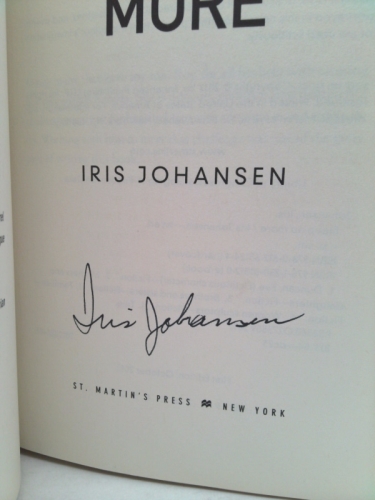 MORE
IRIS JOHANSEN
Iris Johansen
ST. MARTIN'S PRESS NEW YORK